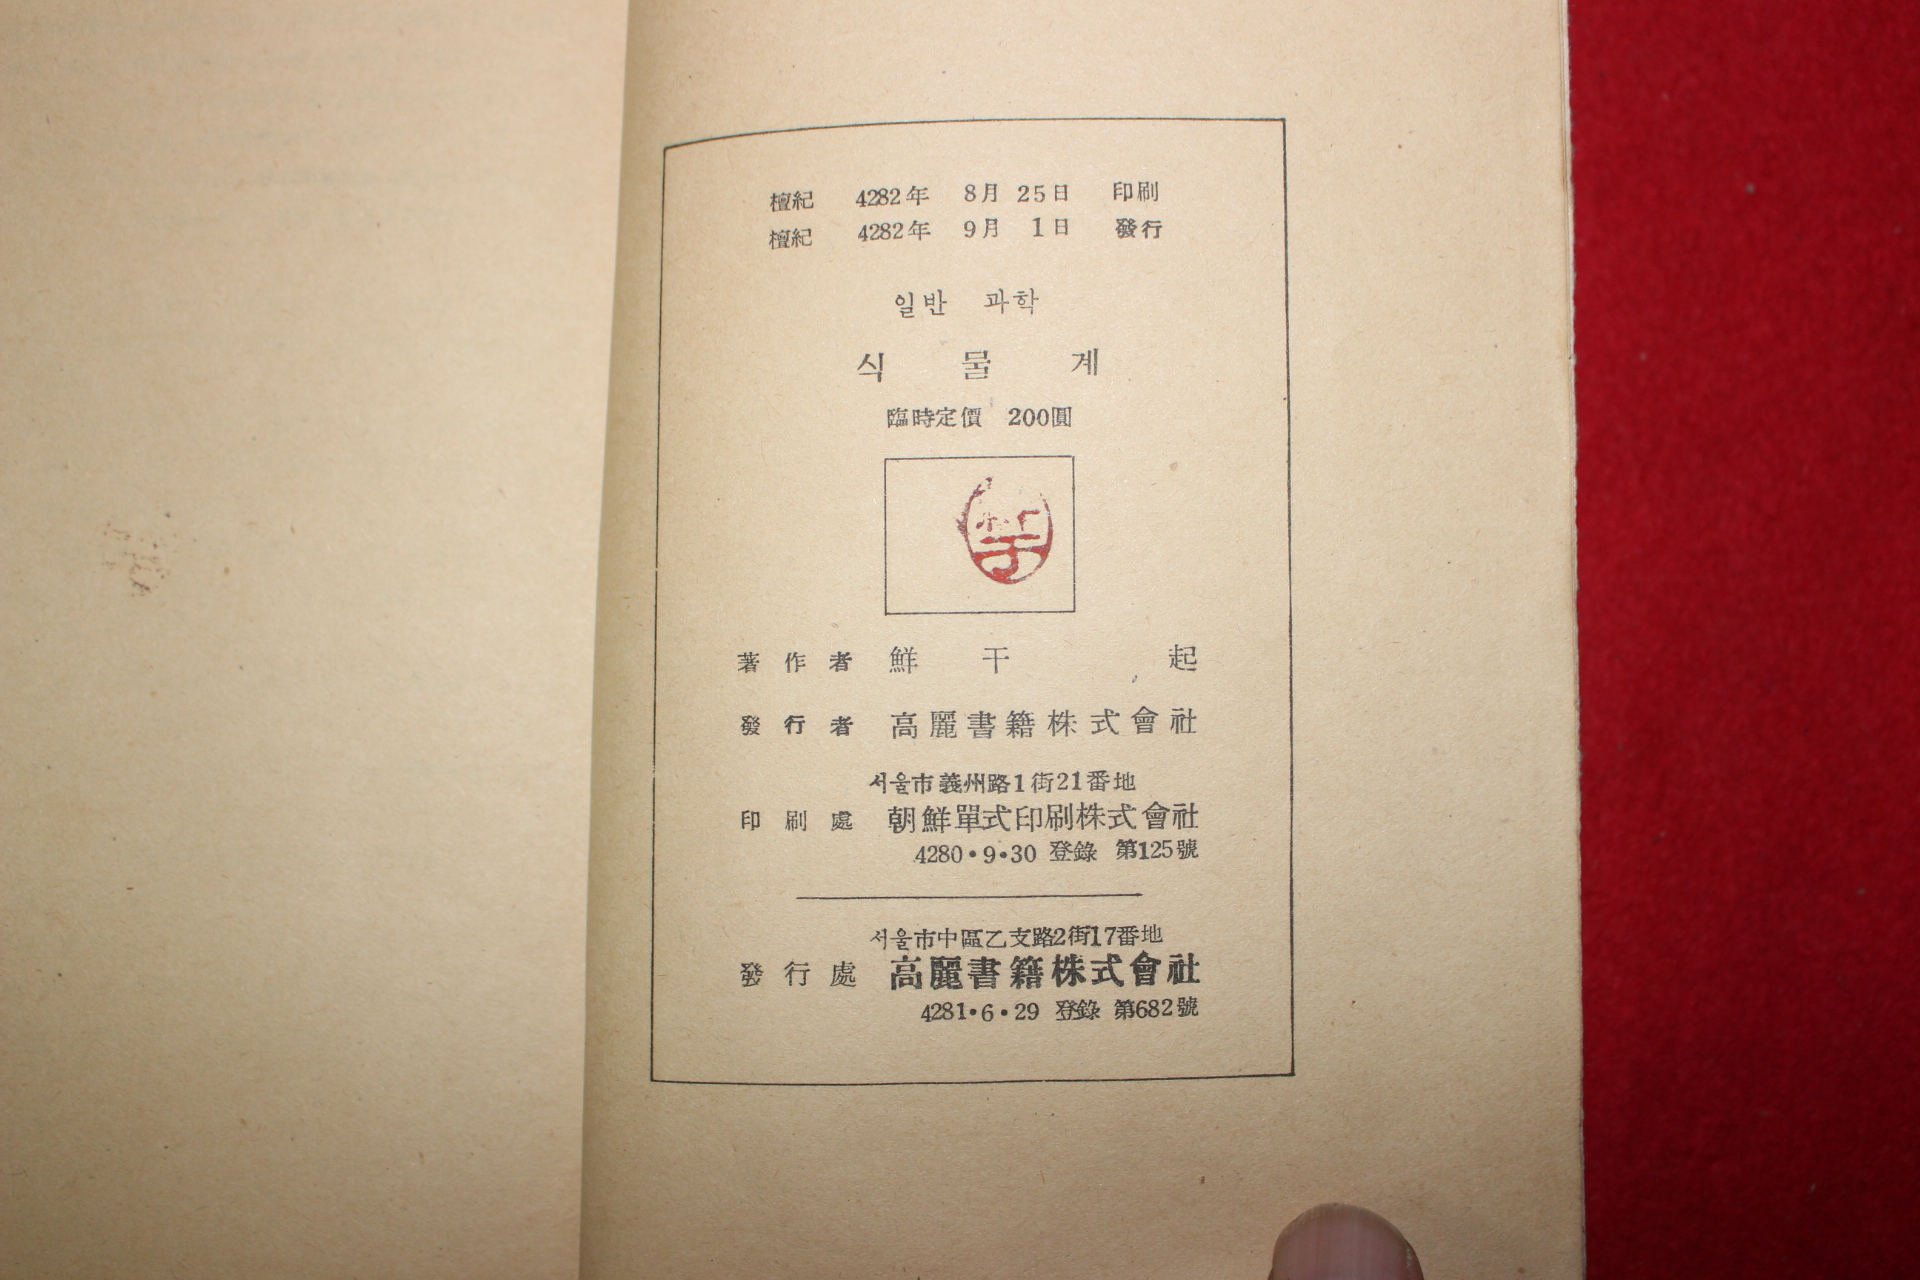 檀紀 4282年 8月 25日 印刷
檀紀 4282年 9月 1日 發行
일반 과학
식물계
臨時定價 200圓
著作者 鮮于 起
發行者 高麗書籍株式會社
서울市義州路1街21番地
印刷處 朝鮮單式印刷株式會社
4280·9·30 登錄 第125號
서울市中區乙支路2街17番地
發行處 高麗書籍株式會社
4281·6·29 登錄 第682號